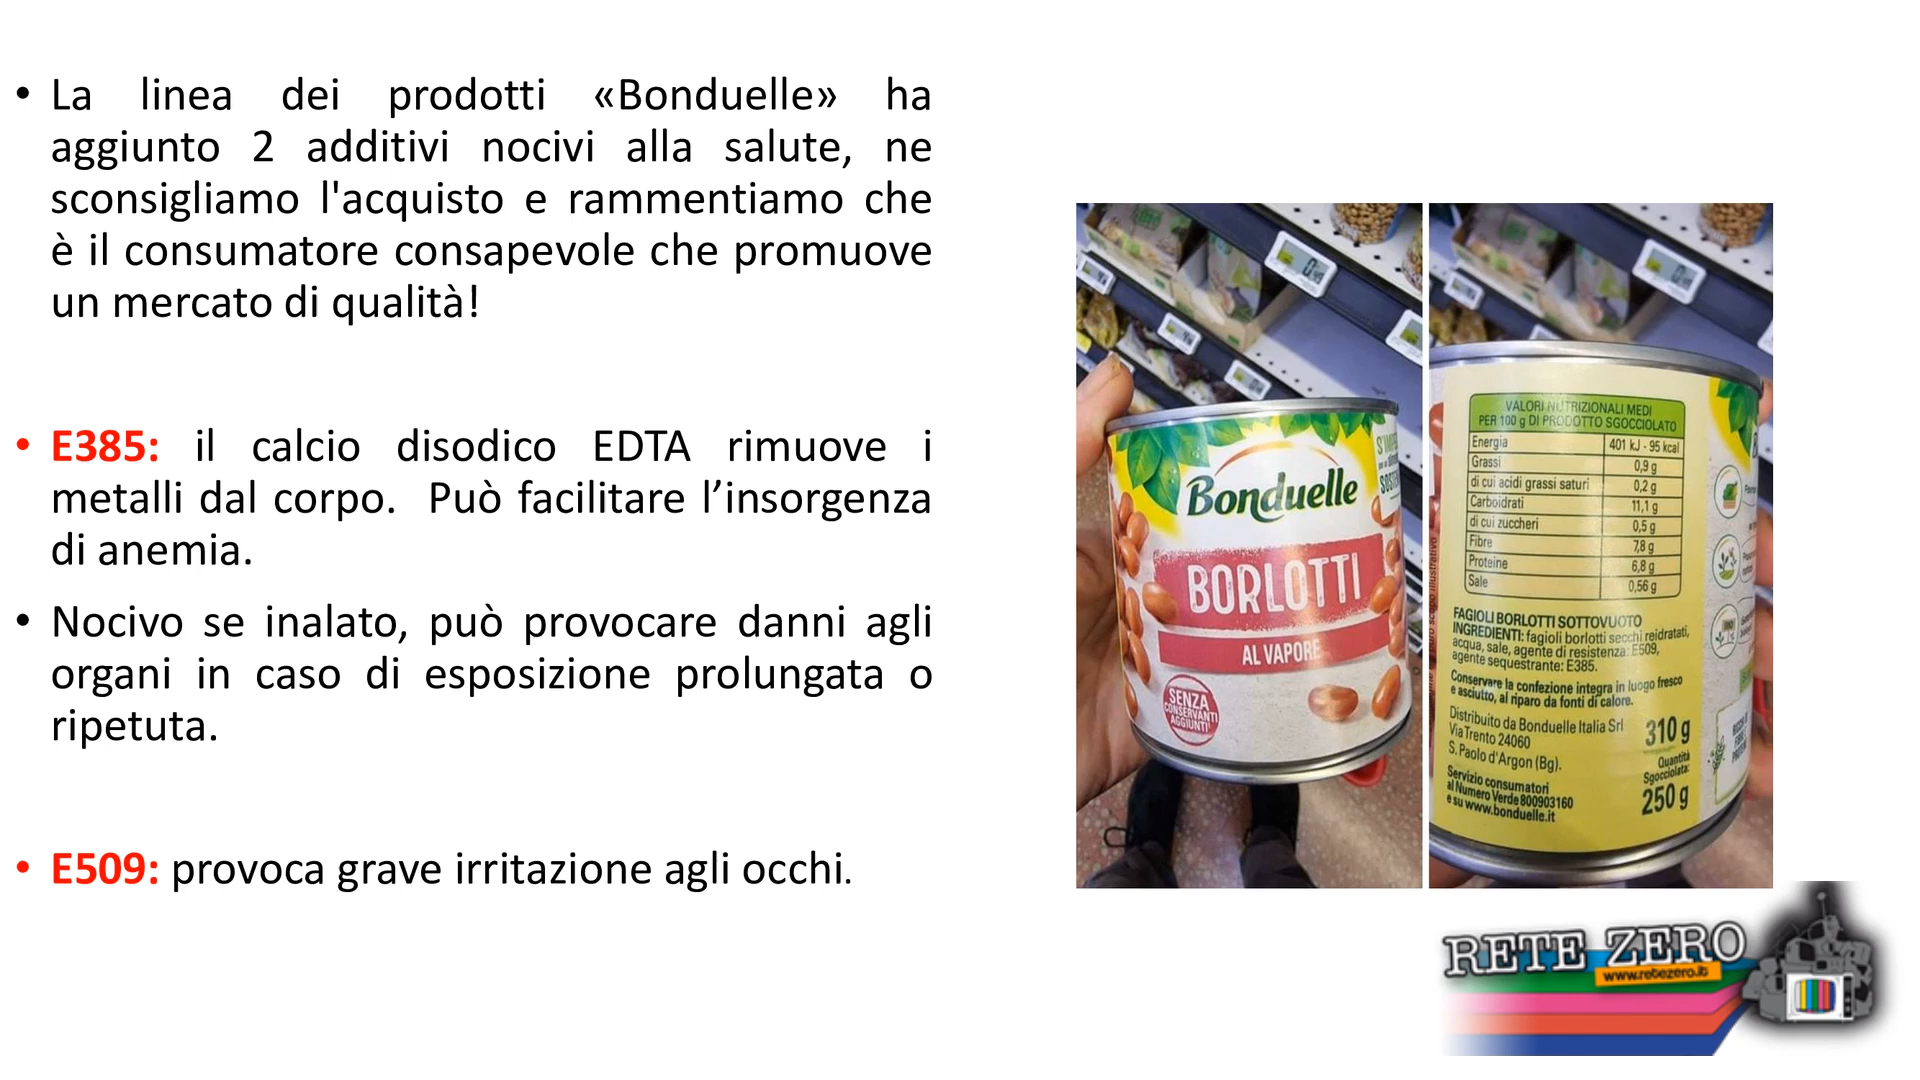 • La linea dei prodotti «Bonduelle» ha
aggiunto 2 additivi nocivi alla salute, ne
sconsigliamo l'acquisto e rammentiamo che
è il consumatore consapevole che promuove
un mercato di qualità!
• E385: il calcio disodico EDTA rimuove i
metalli dal corpo. Può facilitare l’insorgenza
di anemia.
• Nocivo se inalato, può provocare danni agli
organi in caso di esposizione prolungata o
ripetuta.
• E509: provoca grave irritazione agli occhi.
Bonduelle
BORLOTTI
AL VAPORE
SENZA
CONSERVANTI
AGGIUNTI
VALORI NUTRIZIONALI MEDI
PER 100 g DI PRODOTTO SGOCCIOLATO
Energia 401 kJ - 95 kcal
Grassi 0,9 g
di cui acidi grassi saturi 0,2 g
Carboidrati 11,1 g
di cui zuccheri 0,5 g
Fibre 7,8 g
Proteine 6,8 g
Sale 0,56 g
FAGIOLI BORLOTTI SOTTOVUOTO
INGREDIENTI: fagioli borlotti secchi reidratati,
acqua, sale, agente di resistenza: E509,
agente sequestrante: E385.
Conservare la confezione integra in luogo fresco
e asciutto, al riparo da fonti di calore.
Distribuito da Bonduelle Italia Srl
Via Trento 24060
S. Paolo d'Argon (Bg).
Servizio consumatori
al Numero Verde 800903160
e su www.bonduelle.it
310 g
Quantità
Sgocciolata:
250 g
RETE ZERO
www.retezero.it